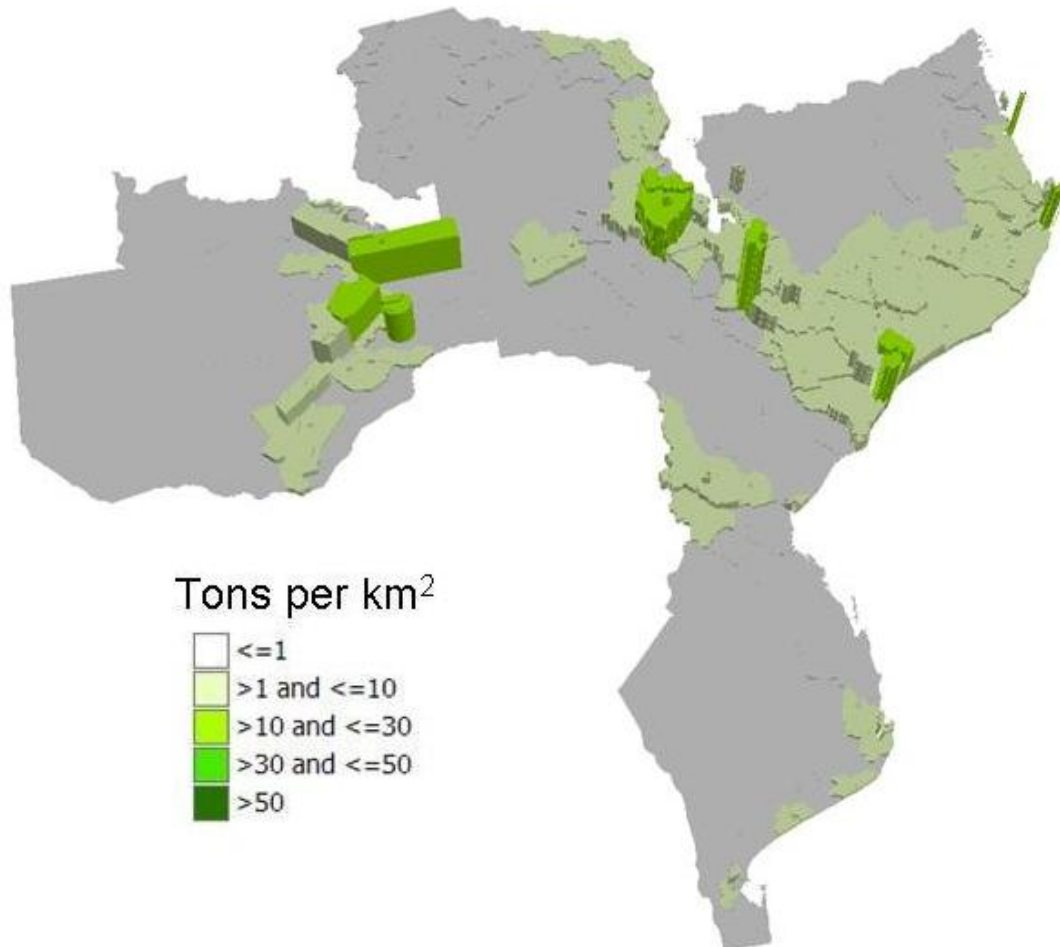 Tons per km²
<=1
>1 and <=10
>10 and <=30
>30 and <=50
>50